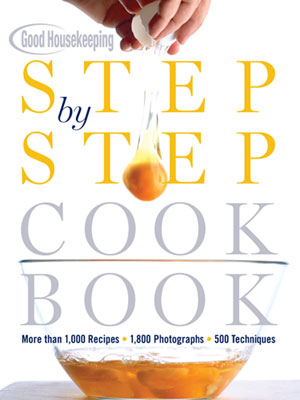 Good Housekeeping
STEP
by
STEP
COOK
BOOK
More than 1,000 Recipes • 1,800 Photographs • 500 Techniques